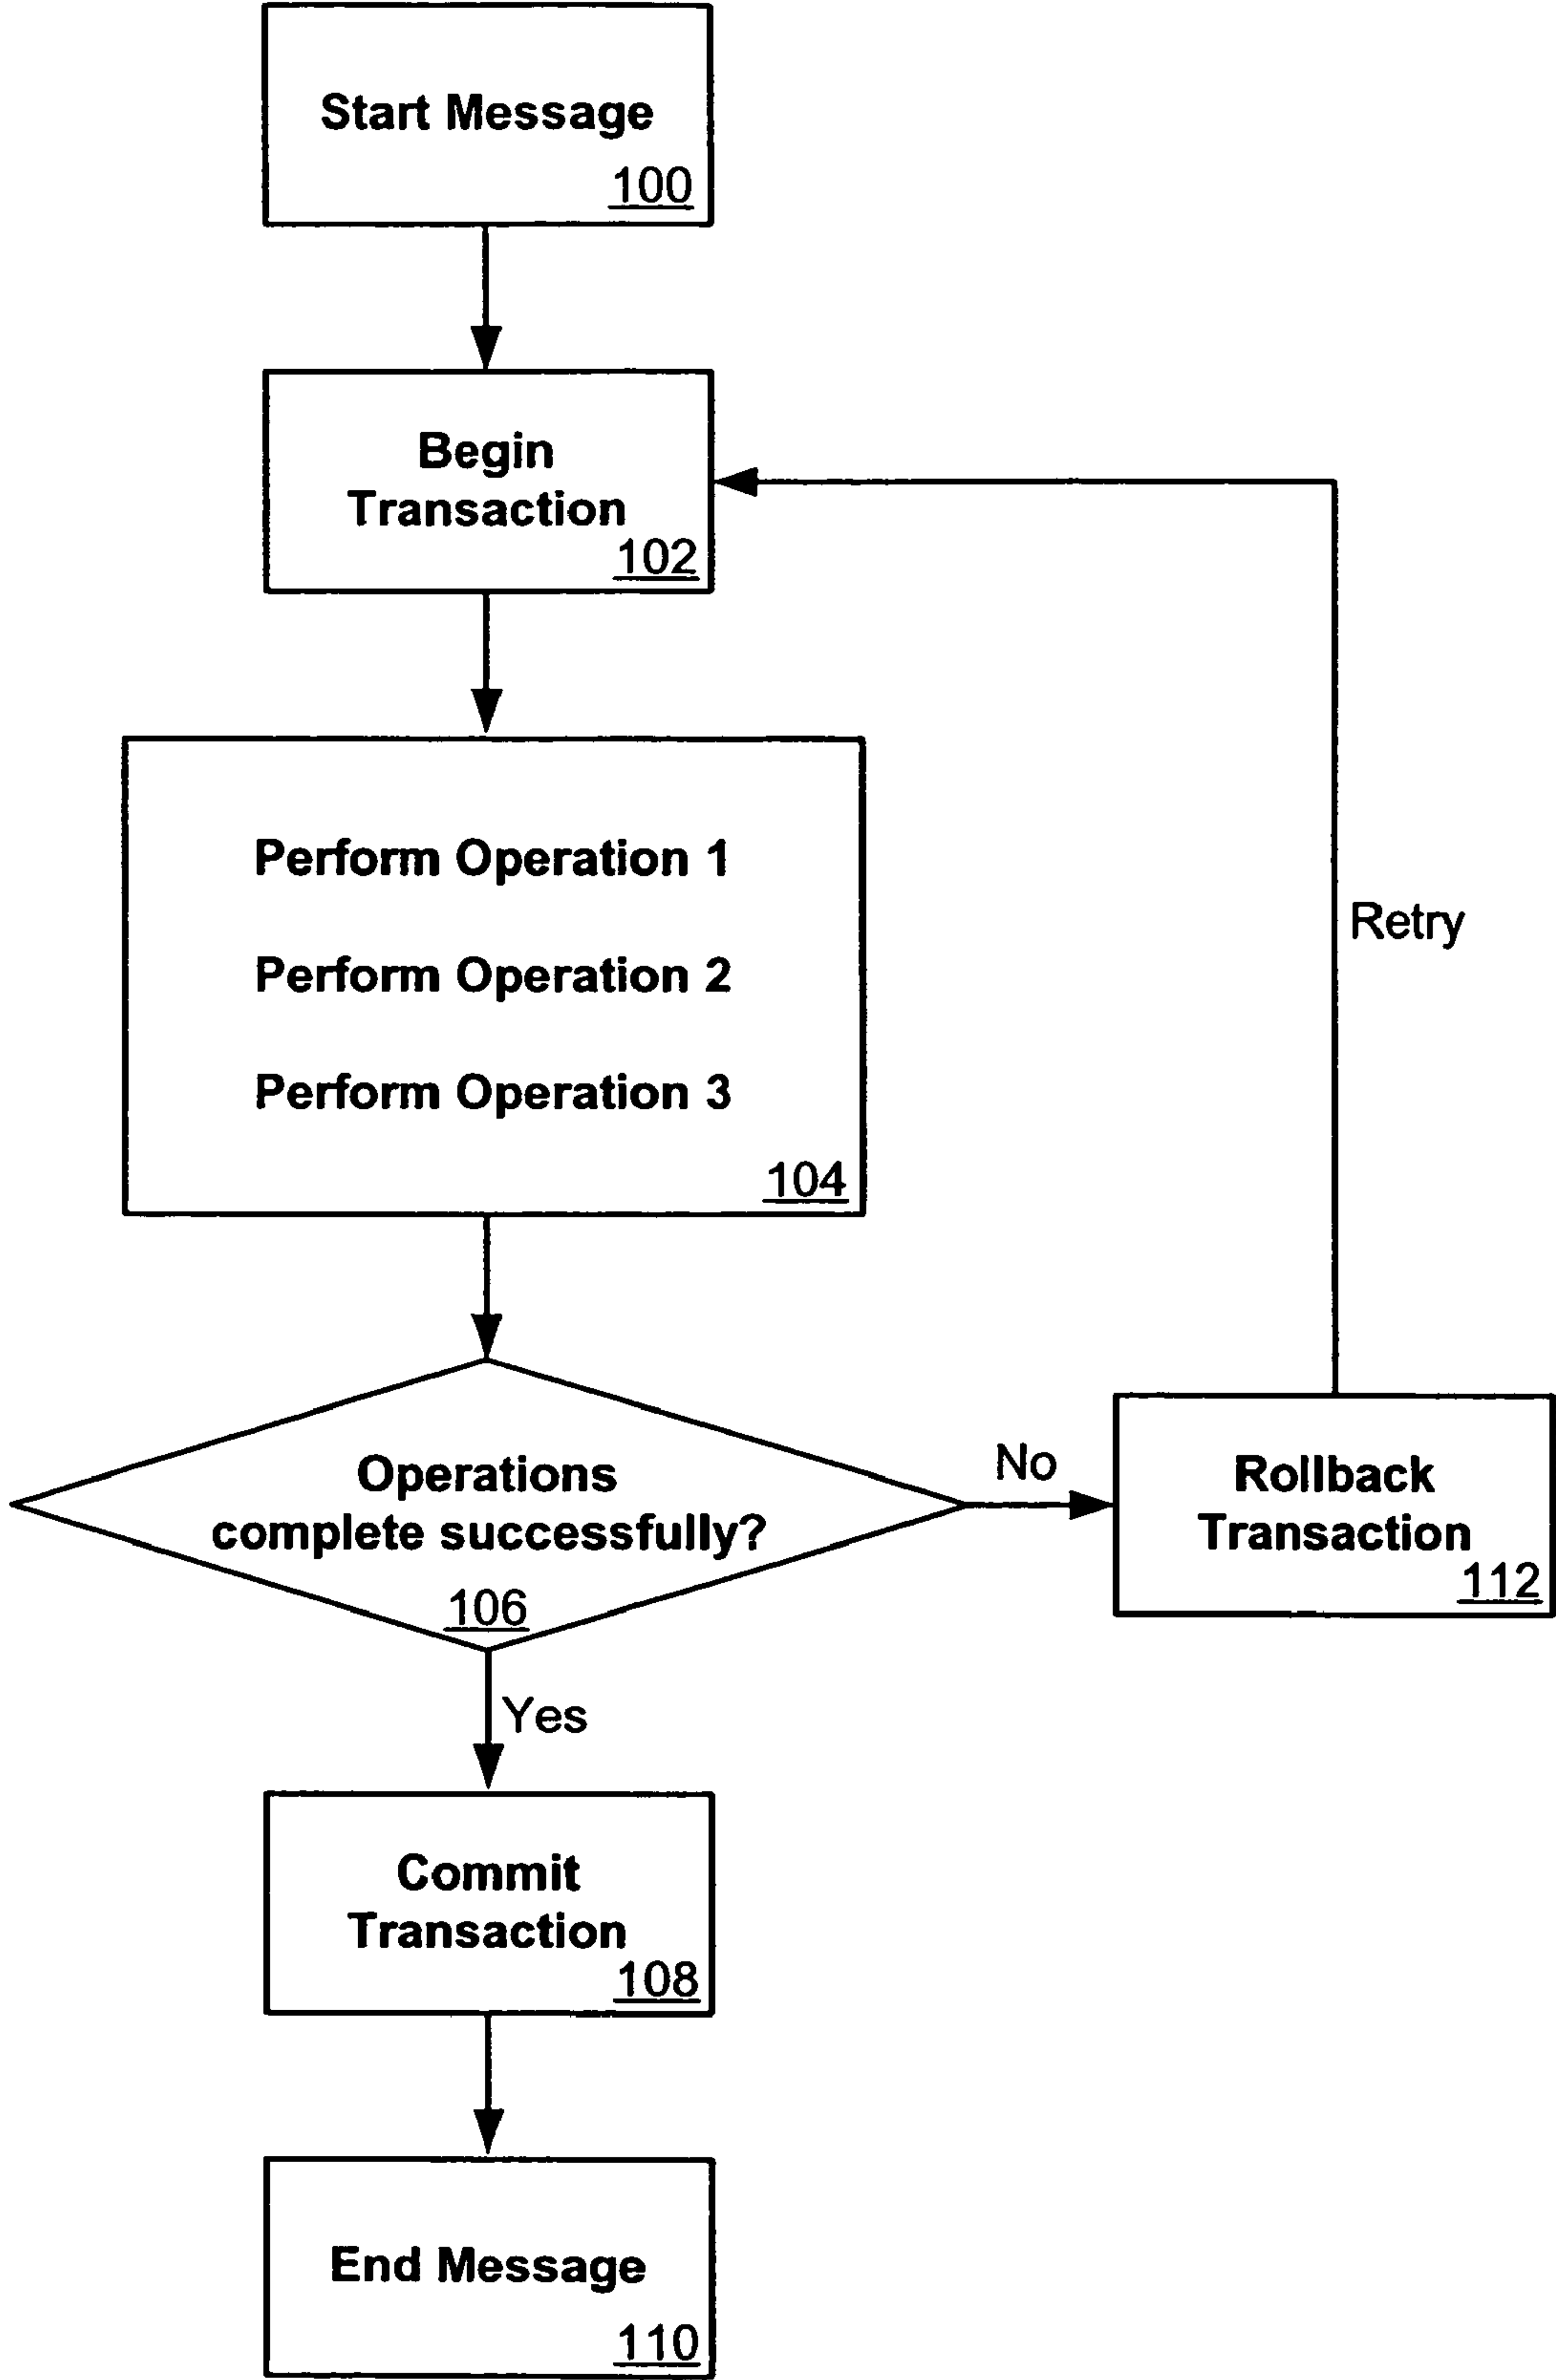 Start Message
100
Begin
Transaction
102
Perform Operation 1
Perform Operation 2
Retry
Perform Operation 3
104
Operations
complete successfully?
106
No
Rollback
Transaction
112
Yes
Commit
Transaction
108
End Message
110